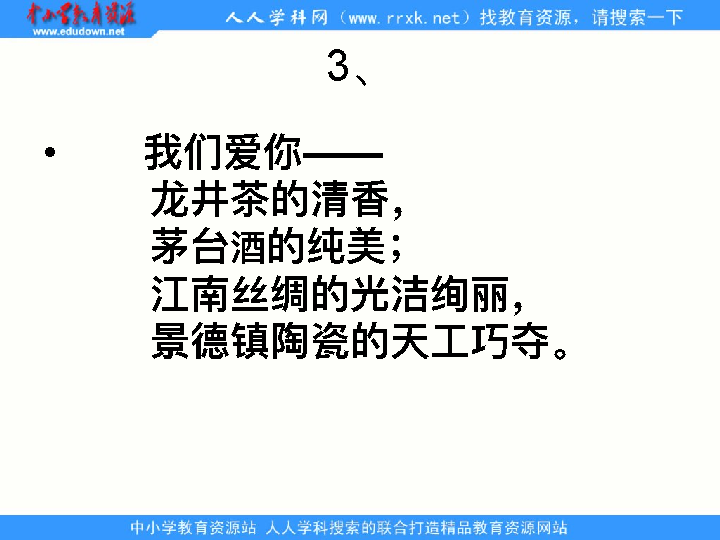 中小学教育资源
www.edudown.net
人人学科网（www.rrxk.net）找教育资源，请搜索一下
3、
• 我们爱你——
龙井茶的清香，
茅台酒的纯美；
江南丝绸的光洁绚丽，
景德镇陶瓷的天工巧夺。
中小学教育资源站 人人学科搜索的联合打造精品教育资源网站